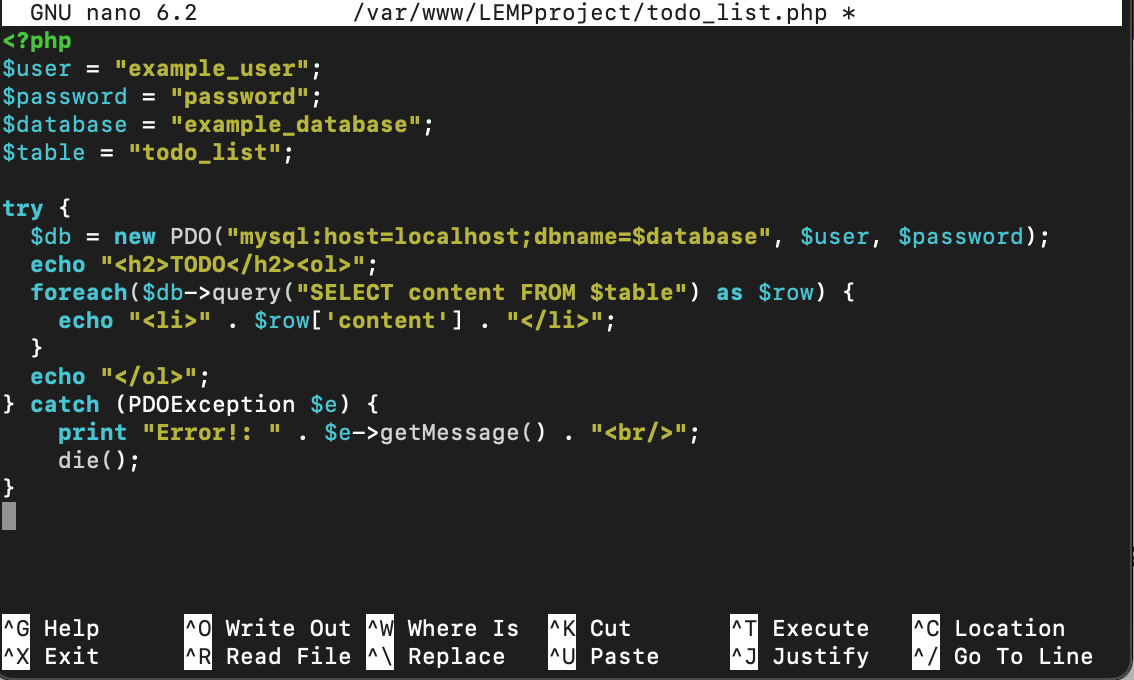 GNU nano 6.2 /var/www/LEMPproject/todo_list.php *
<?php
$user = "example_user";
$password = "password";
$database = "example_database";
$table = "todo_list";

try {
  $db = new PDO("mysql:host=localhost;dbname=$database", $user, $password);
  echo "<h2>TODO</h2><ol>";
  foreach($db->query("SELECT content FROM $table") as $row) {
    echo "<li>" . $row['content'] . "</li>";
  }
  echo "</ol>";
} catch (PDOException $e) {
    print "Error!: " . $e->getMessage() . "<br/>";
    die();
}
^G Help ^O Write Out ^W Where Is ^K Cut ^T Execute ^C Location
^X Exit ^R Read File ^\ Replace ^U Paste ^J Justify ^/ Go To Line